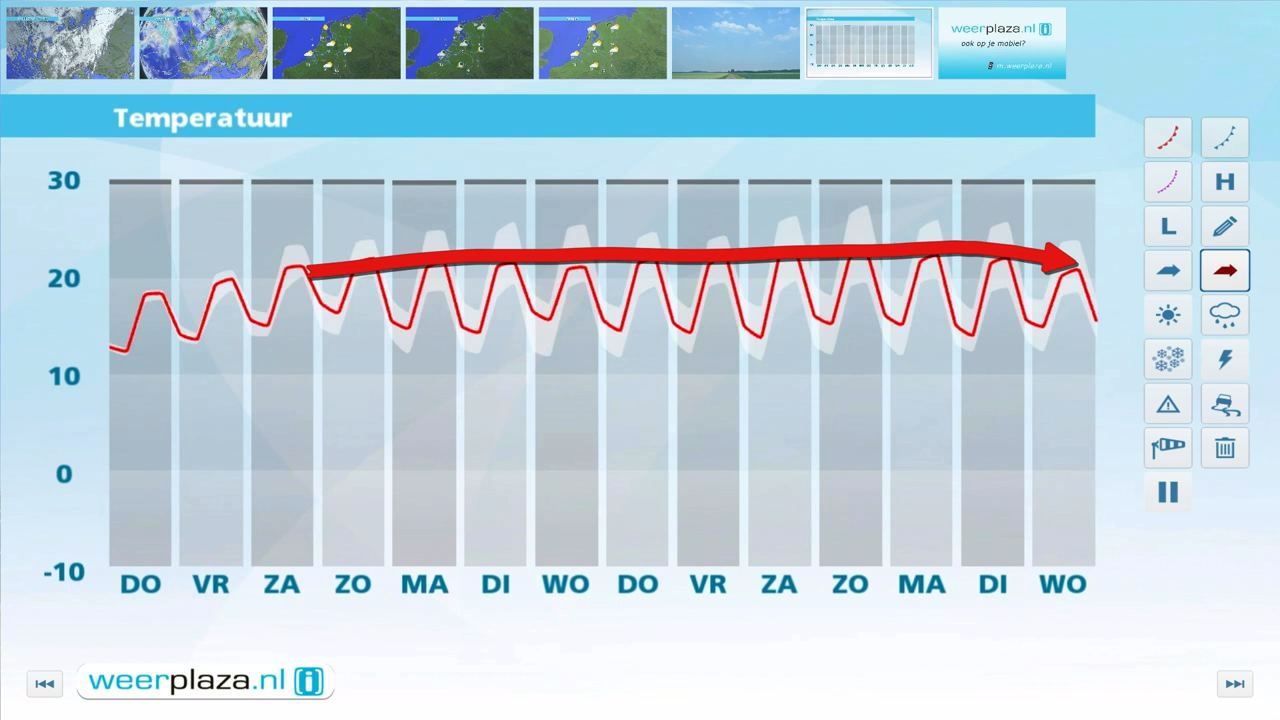 weerplaza.nl
ook op je mobiel?
m.weerplaza.nl
Temperatuur
30
20
10
0
-10
DO VR ZA ZO MA DI WO DO VR ZA ZO MA DI WO
H
L
weerplaza.nl